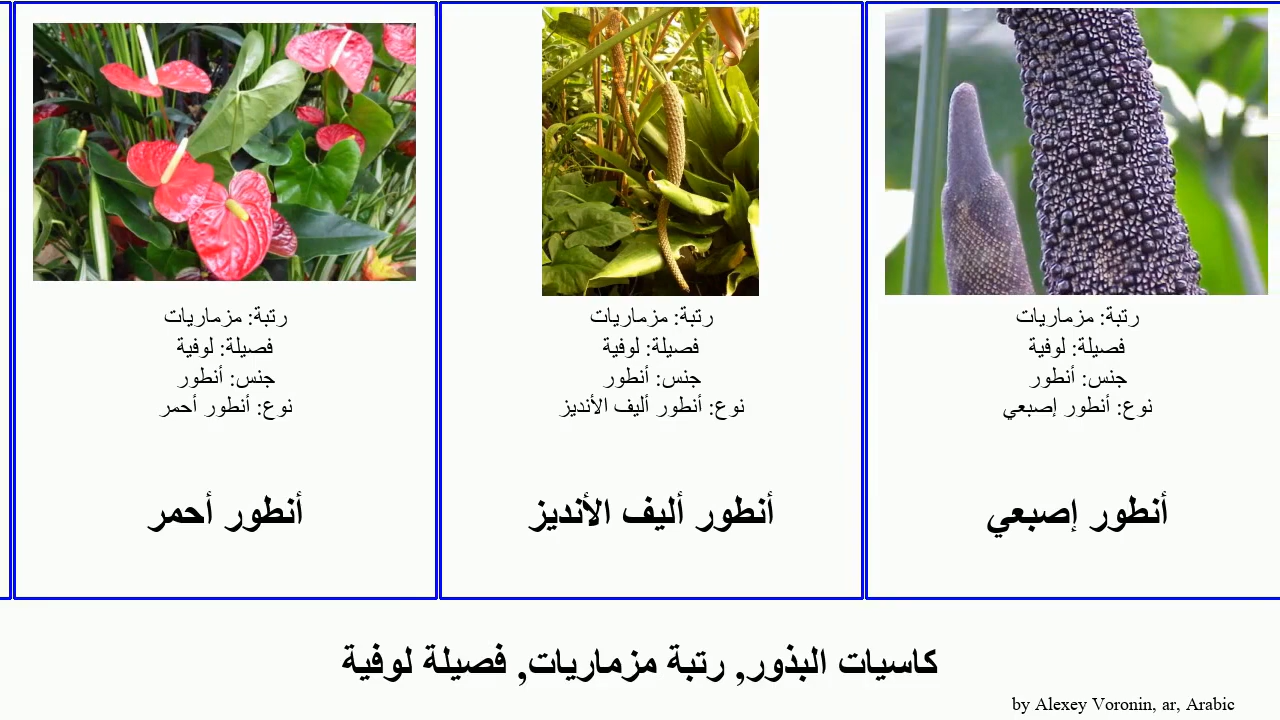 رتبة: مزماريات
فصيلة: لوفية
جنس: أنطور
نوع: أنطور إصبعي
أنطور إصبعي
رتبة: مزماريات
فصيلة: لوفية
جنس: أنطور
نوع: أنطور أليف الأنديز
أنطور أليف الأنديز
رتبة: مزماريات
فصيلة: لوفية
جنس: أنطور
نوع: أنطور أحمر
أنطور أحمر
كاسيات البذور, رتبة مزماريات, فصيلة لوفية
by Alexey Voronin, ar, Arabic